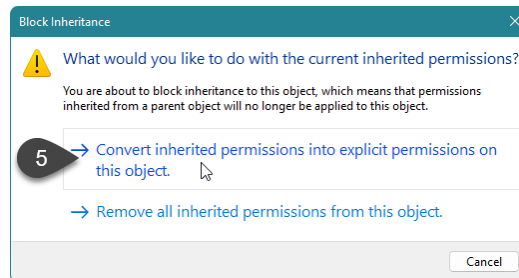 Block Inheritance
What would you like to do with the current inherited permissions?
You are about to block inheritance to this object, which means that permissions
inherited from a parent object will no longer be applied to this object.
5
Convert inherited permissions into explicit permissions on
this object.
Remove all inherited permissions from this object.
Cancel